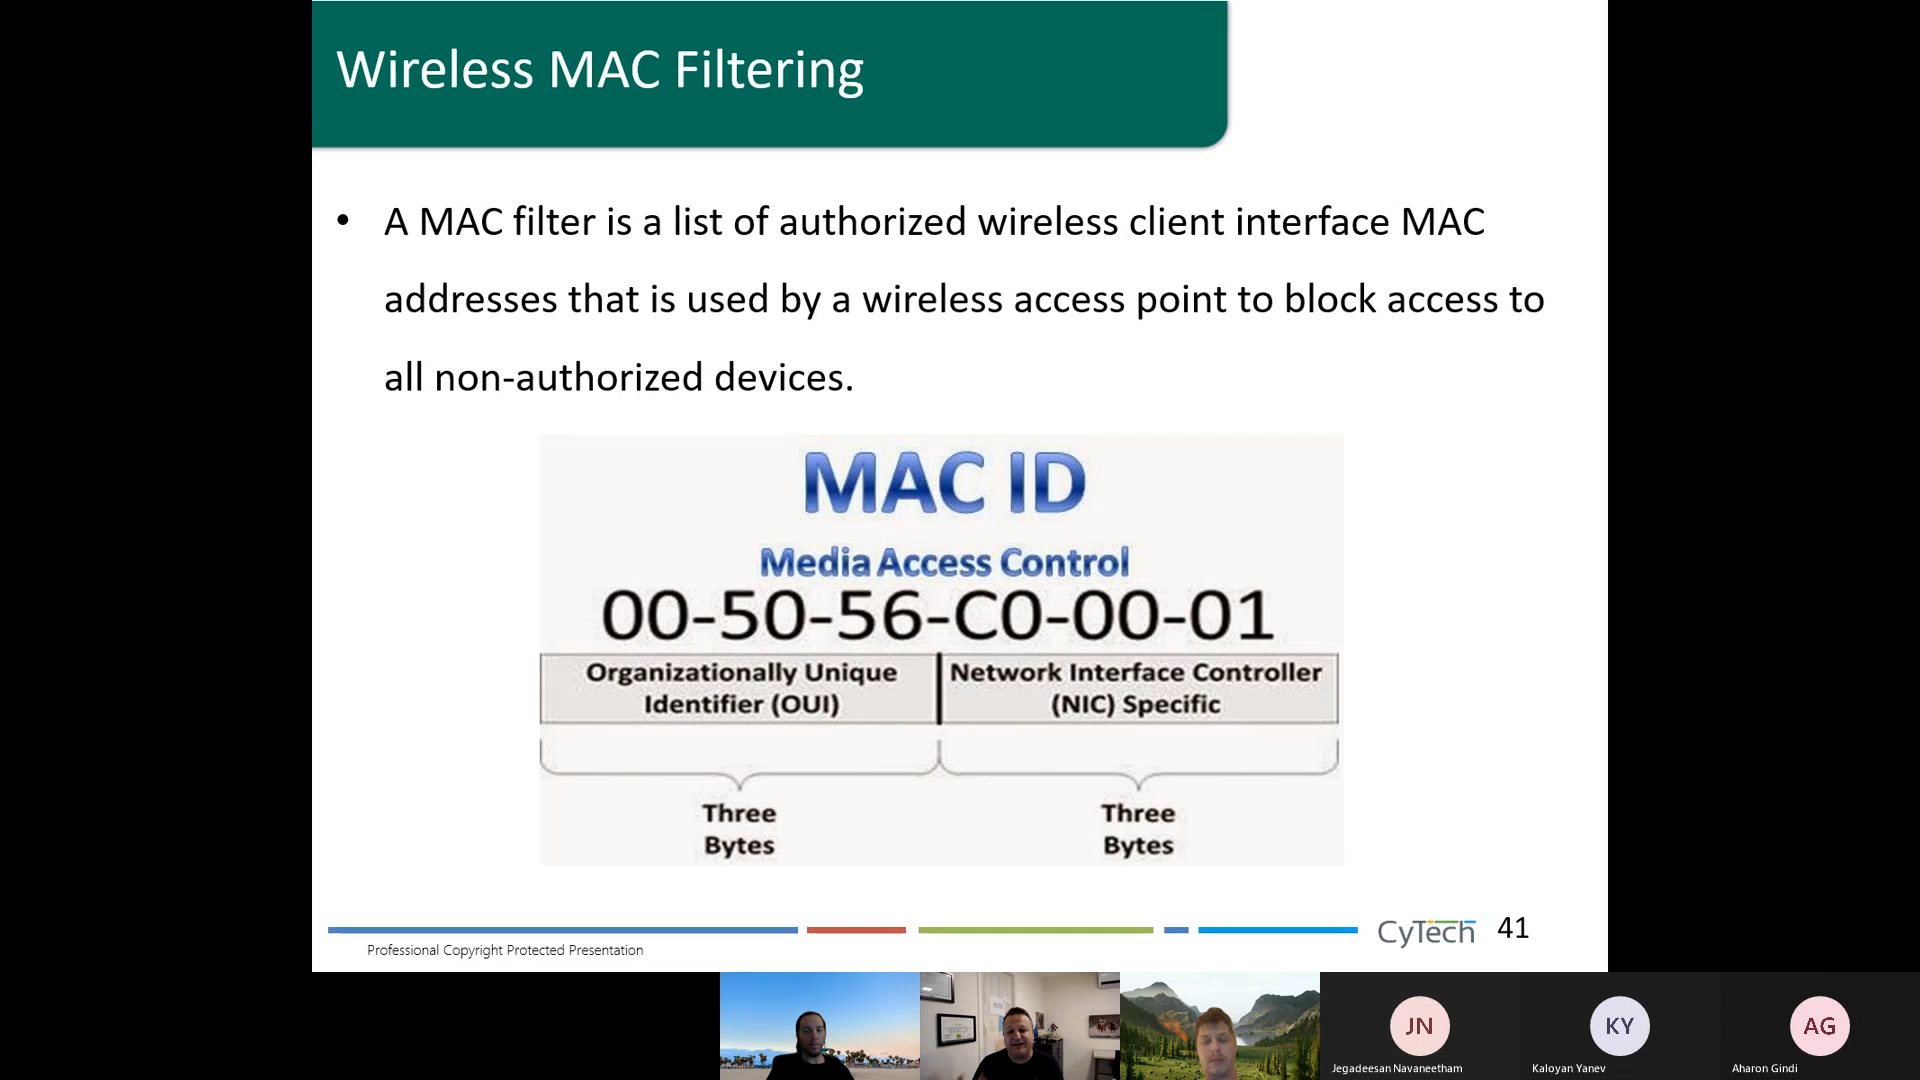 Wireless MAC Filtering
• A MAC filter is a list of authorized wireless client interface MAC
addresses that is used by a wireless access point to block access to
all non-authorized devices.
MAC ID
Media Access Control
00-50-56-C0-00-01
Organizationally Unique
Identifier (OUI)
Network Interface Controller
(NIC) Specific
Three
Bytes
Three
Bytes
CyTech
41
Professional Copyright Protected Presentation
JN
KY
AG
Jegadeesan Navaneetham
Kaloyan Yanev
Aharon Gindi